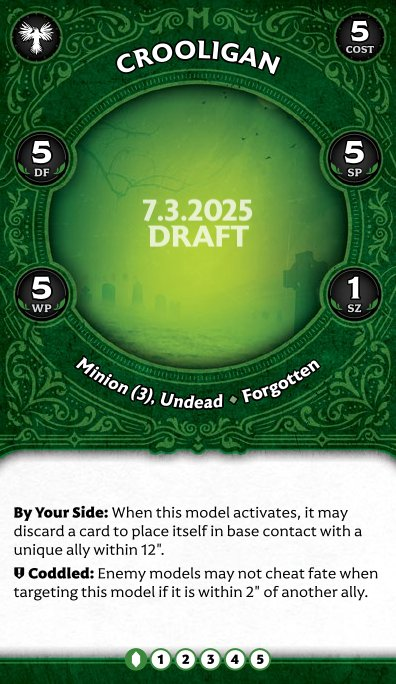 5
COST
CROOLIGAN
5
DF
5
SP
7.3.2025
DRAFT
5
WP
1
SZ
Minion (3), Undead ⬥ Forgotten
By Your Side: When this model activates, it may
discard a card to place itself in base contact with a
unique ally within 12".
Coddled: Enemy models may not cheat fate when
targeting this model if it is within 2" of another ally.
1 2 3 4 5